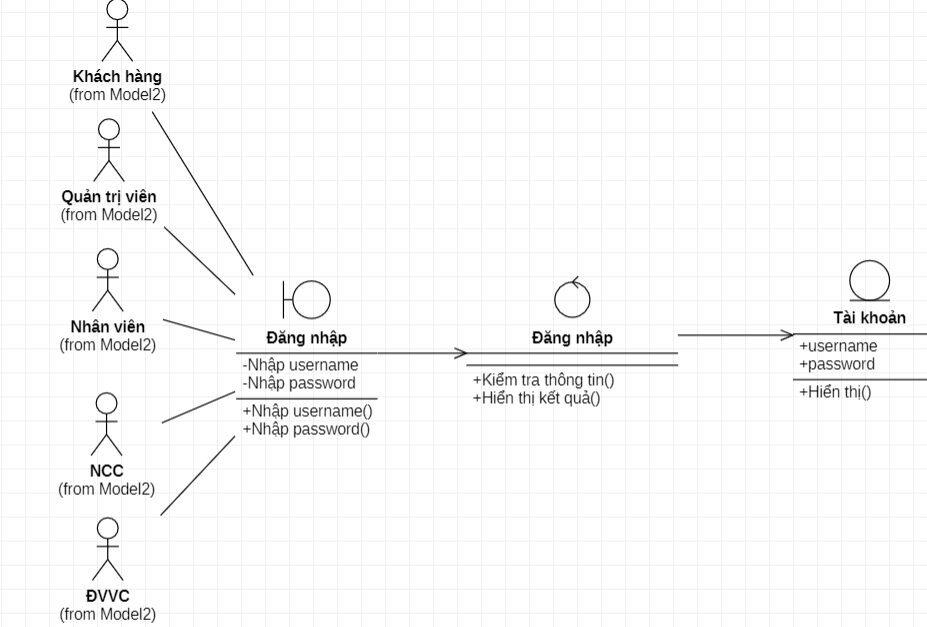 Khách hàng
(from Model2)
Quản trị viên
(from Model2)
Nhân viên
(from Model2)
NCC
(from Model2)
ĐVVC
(from Model2)
Đăng nhập
-Nhập username
-Nhập password
+Nhập username()
+Nhập password()
Đăng nhập
+Kiểm tra thông tin()
+Hiển thị kết quả()
Tài khoản
+username
+password
+Hiển thị()